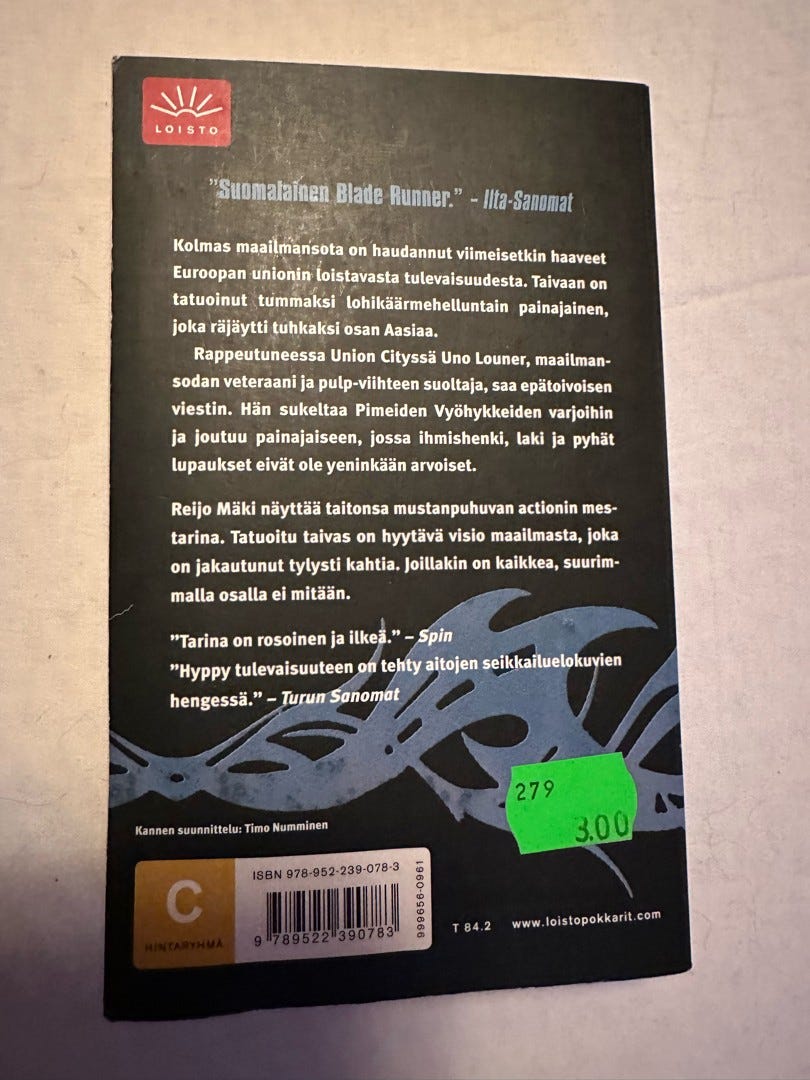 LOISTO
"Suomalainen Blade Runner." – Ilta-Sanomat
Kolmas maailmansota on haudannut viimeisetkin haaveet
Euroopan unionin loistavasta tulevaisuudesta. Taivaan on
tatuoinut tummaksi lohikäärmehelluntain painajainen,
joka räjäytti tuhkaksi osan Aasiaa.
Rappeutuneessa Union Cityssä Uno Louner, maailman-
sodan veteraani ja pulp-viihteen suoltaja, saa epätoivoisen
viestin. Hän sukeltaa Pimeiden Vyöhykkeiden varjoihin
ja joutuu painajaiseen, jossa ihmishenki, laki ja pyhät
lupaukset eivät ole yeninkään arvoiset.
Reijo Mäki näyttää taitonsa mustanpuhuvan actionin mes-
tarina. Tatuoitu taivas on hyytävä visio maailmasta, joka
on jakautunut tylysti kahtia. Joillakin on kaikkea, suurim-
malla osalla ei mitään.
"Tarina on rosoinen ja ilkeä." – Spin
"Hyppy tulevaisuuteen on tehty aitojen seikkailuelokuvien
hengessä." – Turun Sanomat
279
3.00
Kannen suunnittelu: Timo Numminen
C
HINTARYHMÄ
ISBN 978-952-239-078-3
9 789522 390783
999656-0961
T 84.2
www.loistopokkarit.com